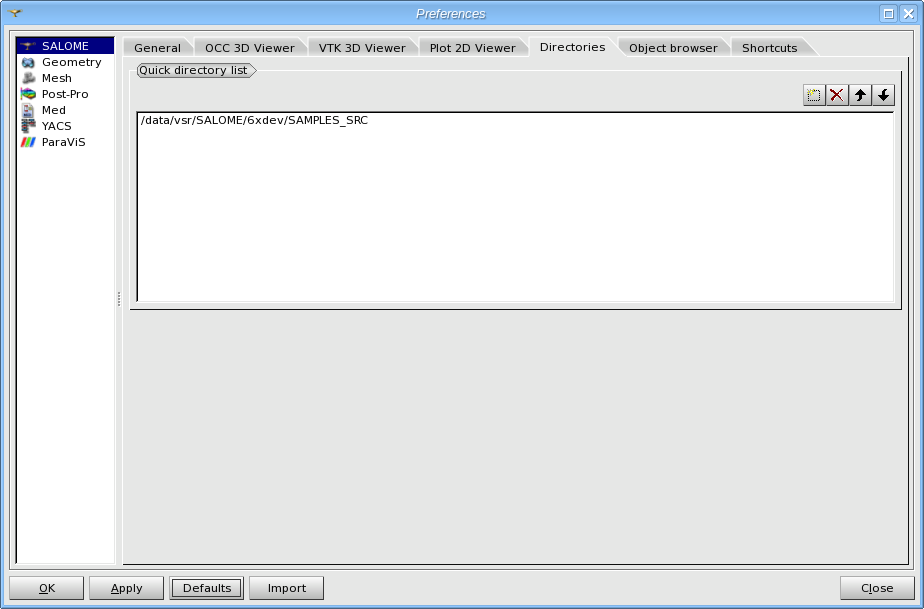 Preferences
SALOME
Geometry
Mesh
Post-Pro
Med
YACS
ParaViS
General
OCC 3D Viewer
VTK 3D Viewer
Plot 2D Viewer
Directories
Object browser
Shortcuts
Quick directory list
/data/vsr/SALOME/6xdev/SAMPLES_SRC
OK
Apply
Defaults
Import
Close